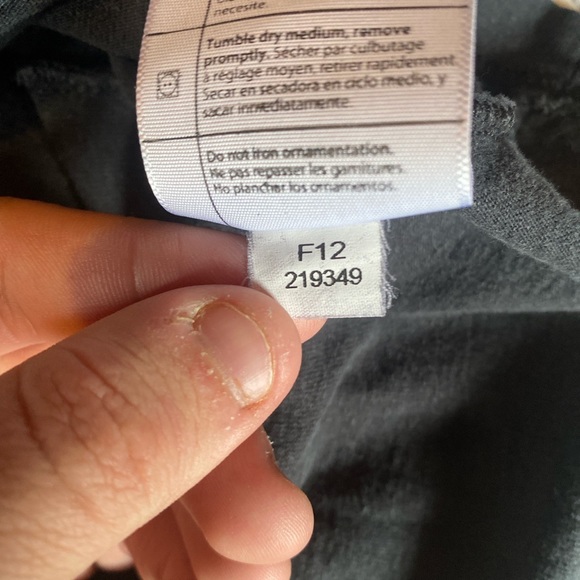 necesite.
Tumble dry medium, remove
promptly. Sécher par culbutage
à réglage moyen, retirer rapidement.
Secar en secadora en ciclo medio, y
sacar inmediatamente.
Do not iron ornamentation.
Ne pas repasser les garnitures.
No planchar los ornamentos.
F12
219349